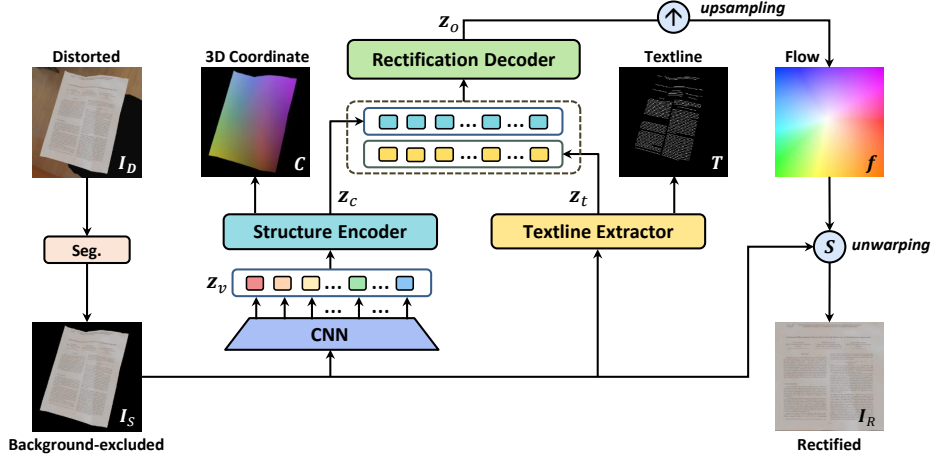 z_o
upsampling
Distorted
3D Coordinate
Rectification Decoder
Textline
Flow
I_D
C
... ...
... ...
T
f
z_c
z_t
Seg.
Structure Encoder
Textline Extractor
S
unwarping
z_v
... ...
... ...
CNN
I_S
I_R
Background-excluded
Rectified